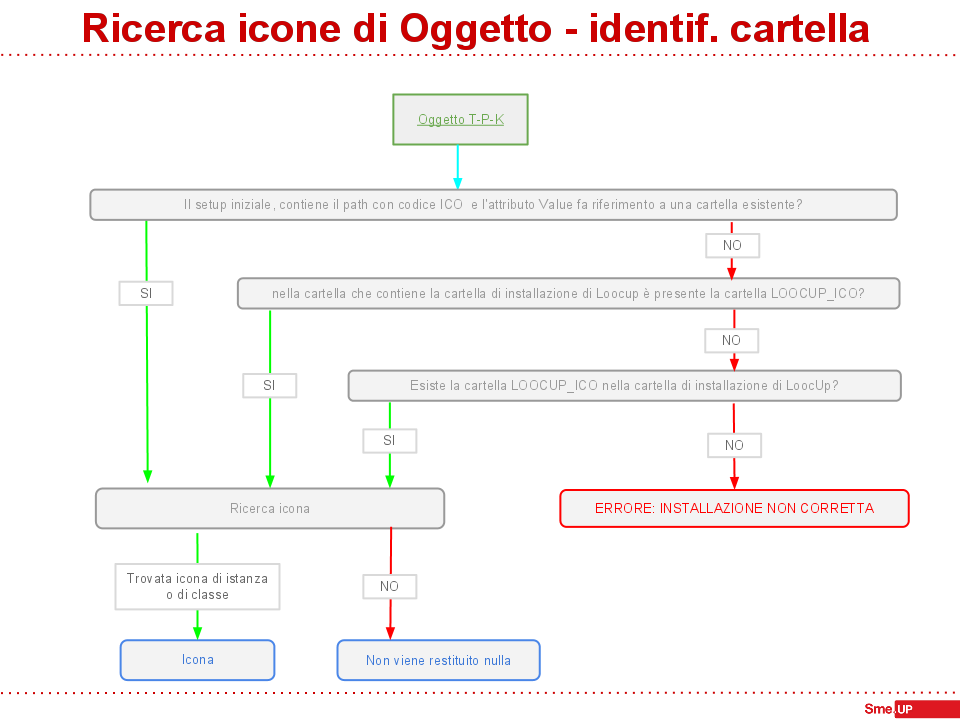 Ricerca icone di Oggetto - identif. cartella
Oggetto T-P-K
Il setup iniziale, contiene il path con codice ICO e l'attributo Value fa riferimento a una cartella esistente?
NO
SI
nella cartella che contiene la cartella di installazione di Loocup è presente la cartella LOOCUP_ICO?
NO
SI
Esiste la cartella LOOCUP_ICO nella cartella di installazione di LoocUp?
SI
NO
Ricerca icona
ERRORE: INSTALLAZIONE NON CORRETTA
Trovata icona di istanza
o di classe
NO
Icona
Non viene restituito nulla
Sme.UP